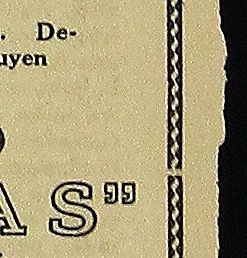 . De-
uyen
AS"